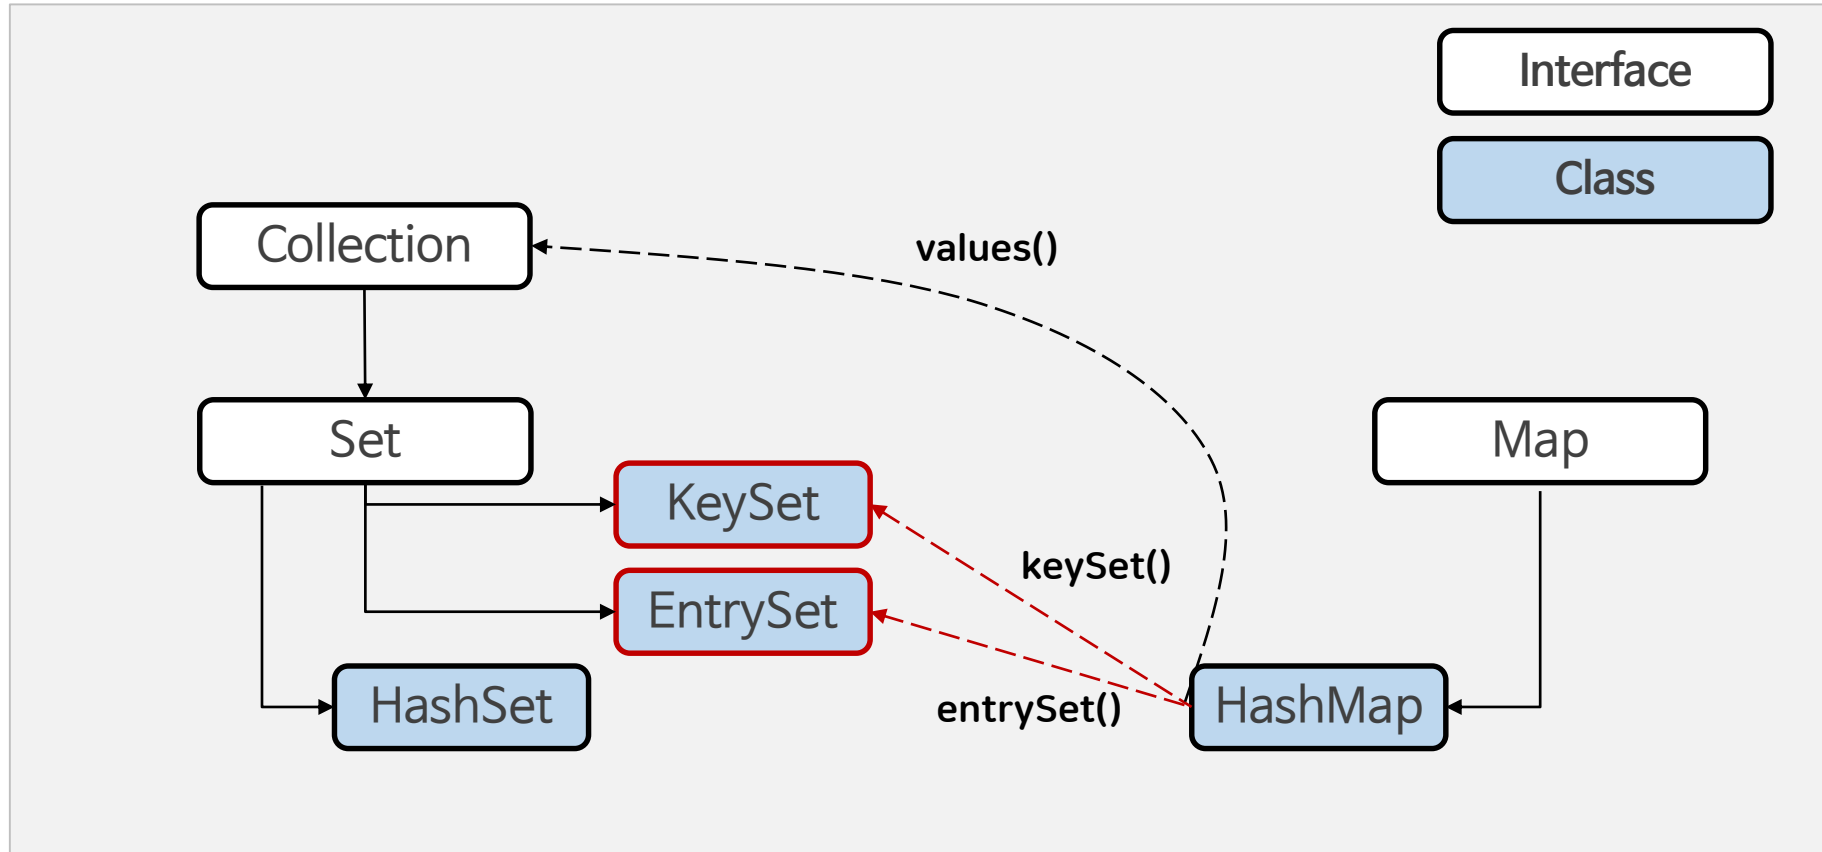 Interface
Class
Collection
values()
Set
Map
KeySet
keySet()
EntrySet
HashSet
entrySet()
HashMap